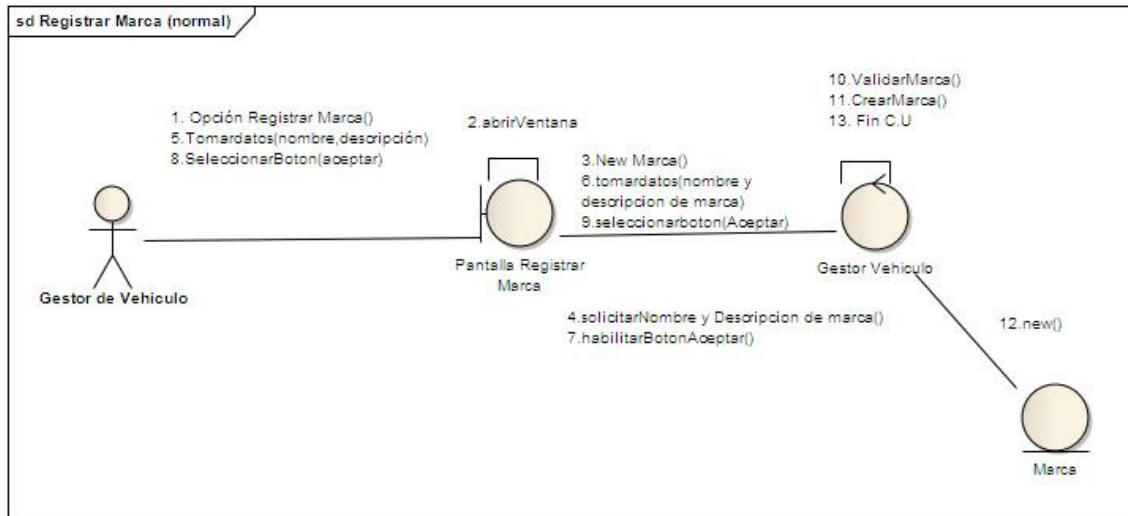 sd Registrar Marca (normal)
10.ValidarMarca()
11.CrearMarca()
13. Fin C.U
1. Opción Registrar Marca()
5.Tomardatos(nombre,descripción)
8.SeleccionarBoton(aceptar)
2.abrirVentana
3.New Marca()
6.tomardatos(nombre y
descripcion de marca)
9.seleccionarboton(Aceptar)
Gestor de Vehiculo
Pantalla Registrar
Marca
Gestor Vehiculo
4.solicitarNombre y Descripcion de marca()
7.habilitarBotonAceptar()
12.new()
Marca